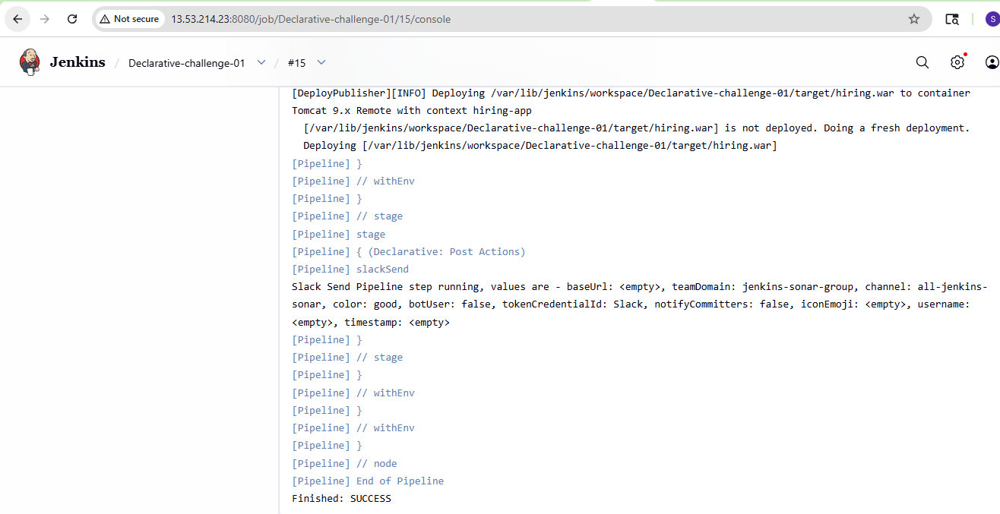 Not secure 13.53.214.23:8080/job/Declarative-challenge-01/15/console S
Jenkins / Declarative-challenge-01 / #15
[DeployPublisher][INFO] Deploying /var/lib/jenkins/workspace/Declarative-challenge-01/target/hiring.war to container
Tomcat 9.x Remote with context hiring-app
[/var/lib/jenkins/workspace/Declarative-challenge-01/target/hiring.war] is not deployed. Doing a fresh deployment.
Deploying [/var/lib/jenkins/workspace/Declarative-challenge-01/target/hiring.war]
[Pipeline] }
[Pipeline] // withEnv
[Pipeline] }
[Pipeline] // stage
[Pipeline] stage
[Pipeline] { (Declarative: Post Actions)
[Pipeline] slackSend
Slack Send Pipeline step running, values are - baseUrl: <empty>, teamDomain: jenkins-sonar-group, channel: all-jenkins-
sonar, color: good, botUser: false, tokenCredentialId: Slack, notifyCommitters: false, iconEmoji: <empty>, username:
<empty>, timestamp: <empty>
[Pipeline] }
[Pipeline] // stage
[Pipeline] }
[Pipeline] // withEnv
[Pipeline] }
[Pipeline] // withEnv
[Pipeline] }
[Pipeline] // node
[Pipeline] End of Pipeline
Finished: SUCCESS